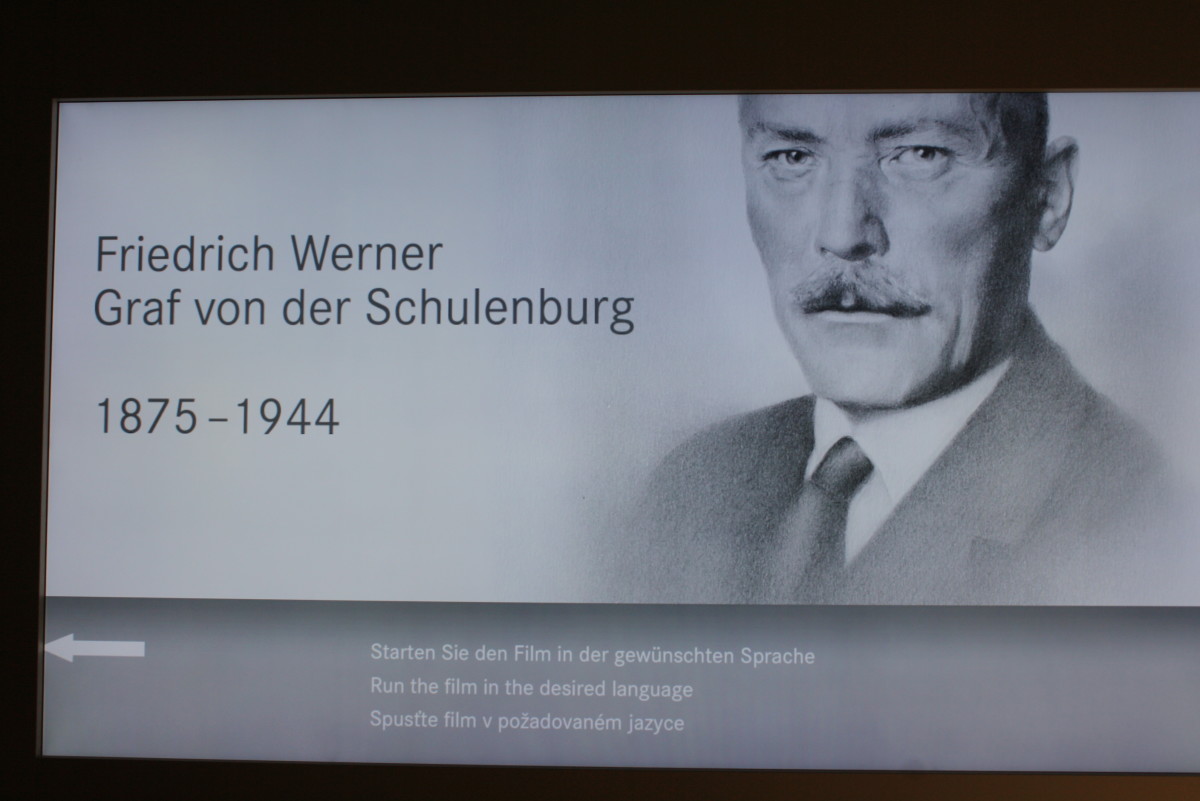 Friedrich Werner
Graf von der Schulenburg
1875–1944
Starten Sie den Film in der gewünschten Sprache
Run the film in the desired language
Spusťte film v požadovaném jazyce